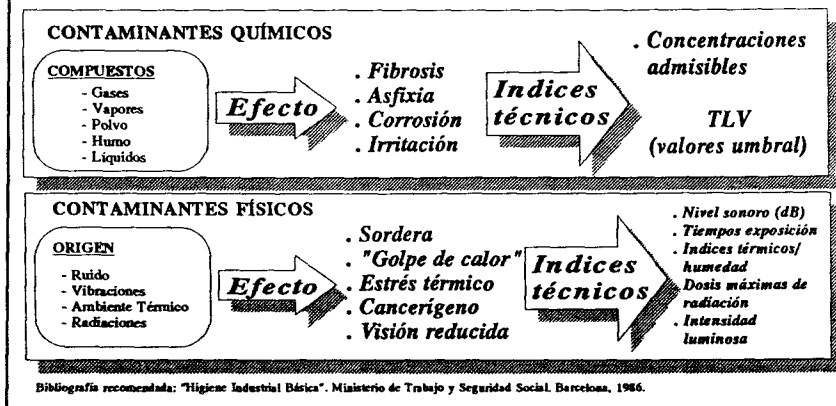 CONTAMINANTES QUÍMICOS
COMPUESTOS
- Gases
- Vapores
- Polvo
- Humo
- Líquidos
Efecto
. Fibrosis
. Asfixia
. Corrosión
. Irritación
Indices
técnicos
. Concentraciones
admisibles
TLV
(valores umbral)
CONTAMINANTES FÍSICOS
ORIGEN
- Ruido
- Vibraciones
- Ambiente Térmico
- Radiaciones
Efecto
. Sordera
. "Golpe de calor"
. Estrés térmico
. Cancerígeno
. Visión reducida
Indices
técnicos
. Nivel sonoro (dB)
. Tiempos exposición
. Indices térmicos/
humedad
. Dosis máximas de
radiación
. Intensidad
luminosa
Bibliografía recomendada: "Higiene Industrial Básica". Ministerio de Trabajo y Seguridad Social. Barcelona, 1986.